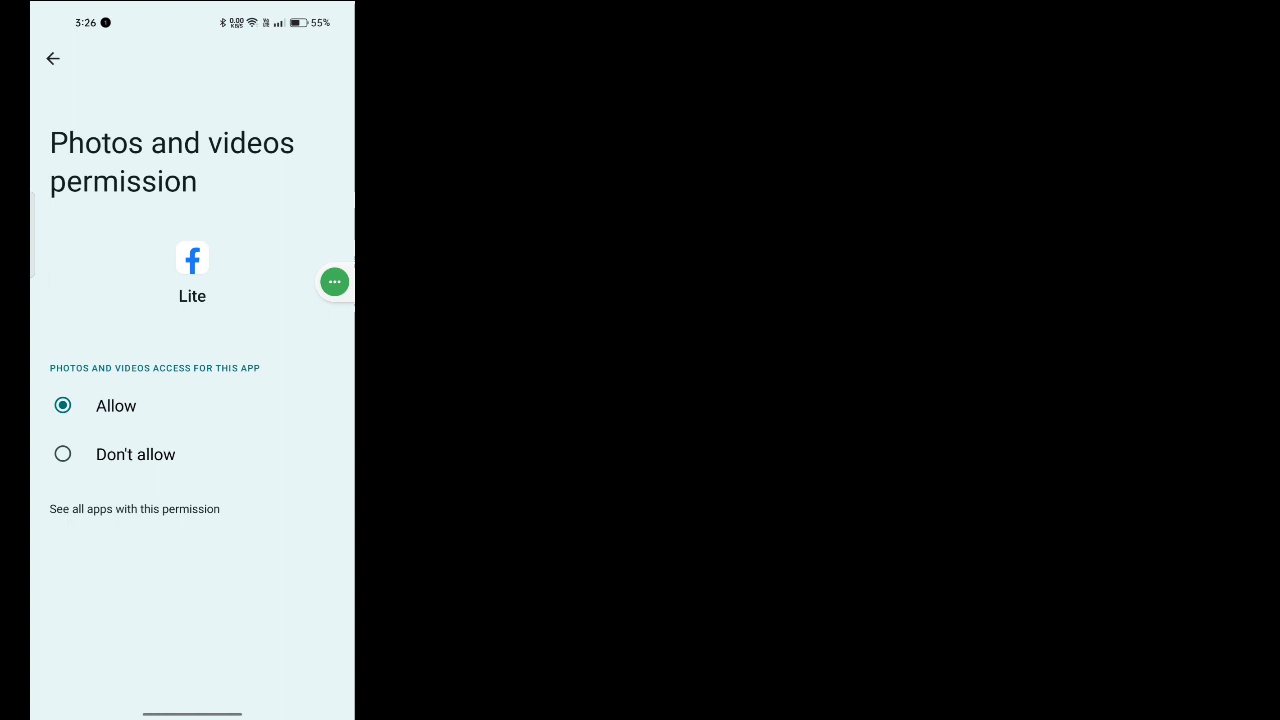 3:26
0.00 KB/S
55%
Photos and videos
permission
Lite
PHOTOS AND VIDEOS ACCESS FOR THIS APP
Allow
Don't allow
See all apps with this permission